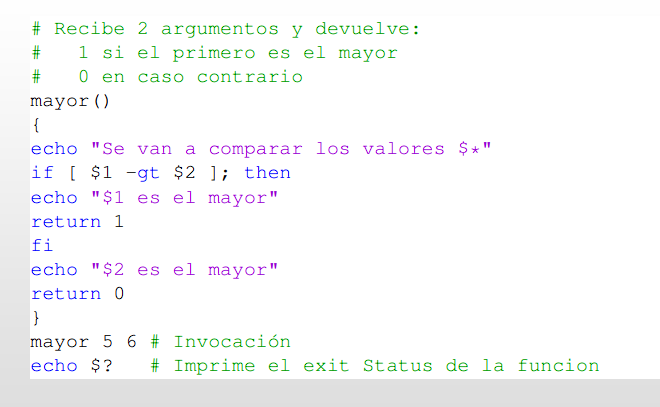 # Recibe 2 argumentos y devuelve:
#   1 si el primero es el mayor
#   0 en caso contrario
mayor()
{
echo "Se van a comparar los valores $*"
if [ $1 -gt $2 ]; then
echo "$1 es el mayor"
return 1
fi
echo "$2 es el mayor"
return 0
}
mayor 5 6 # Invocación
echo $?   # Imprime el exit Status de la funcion